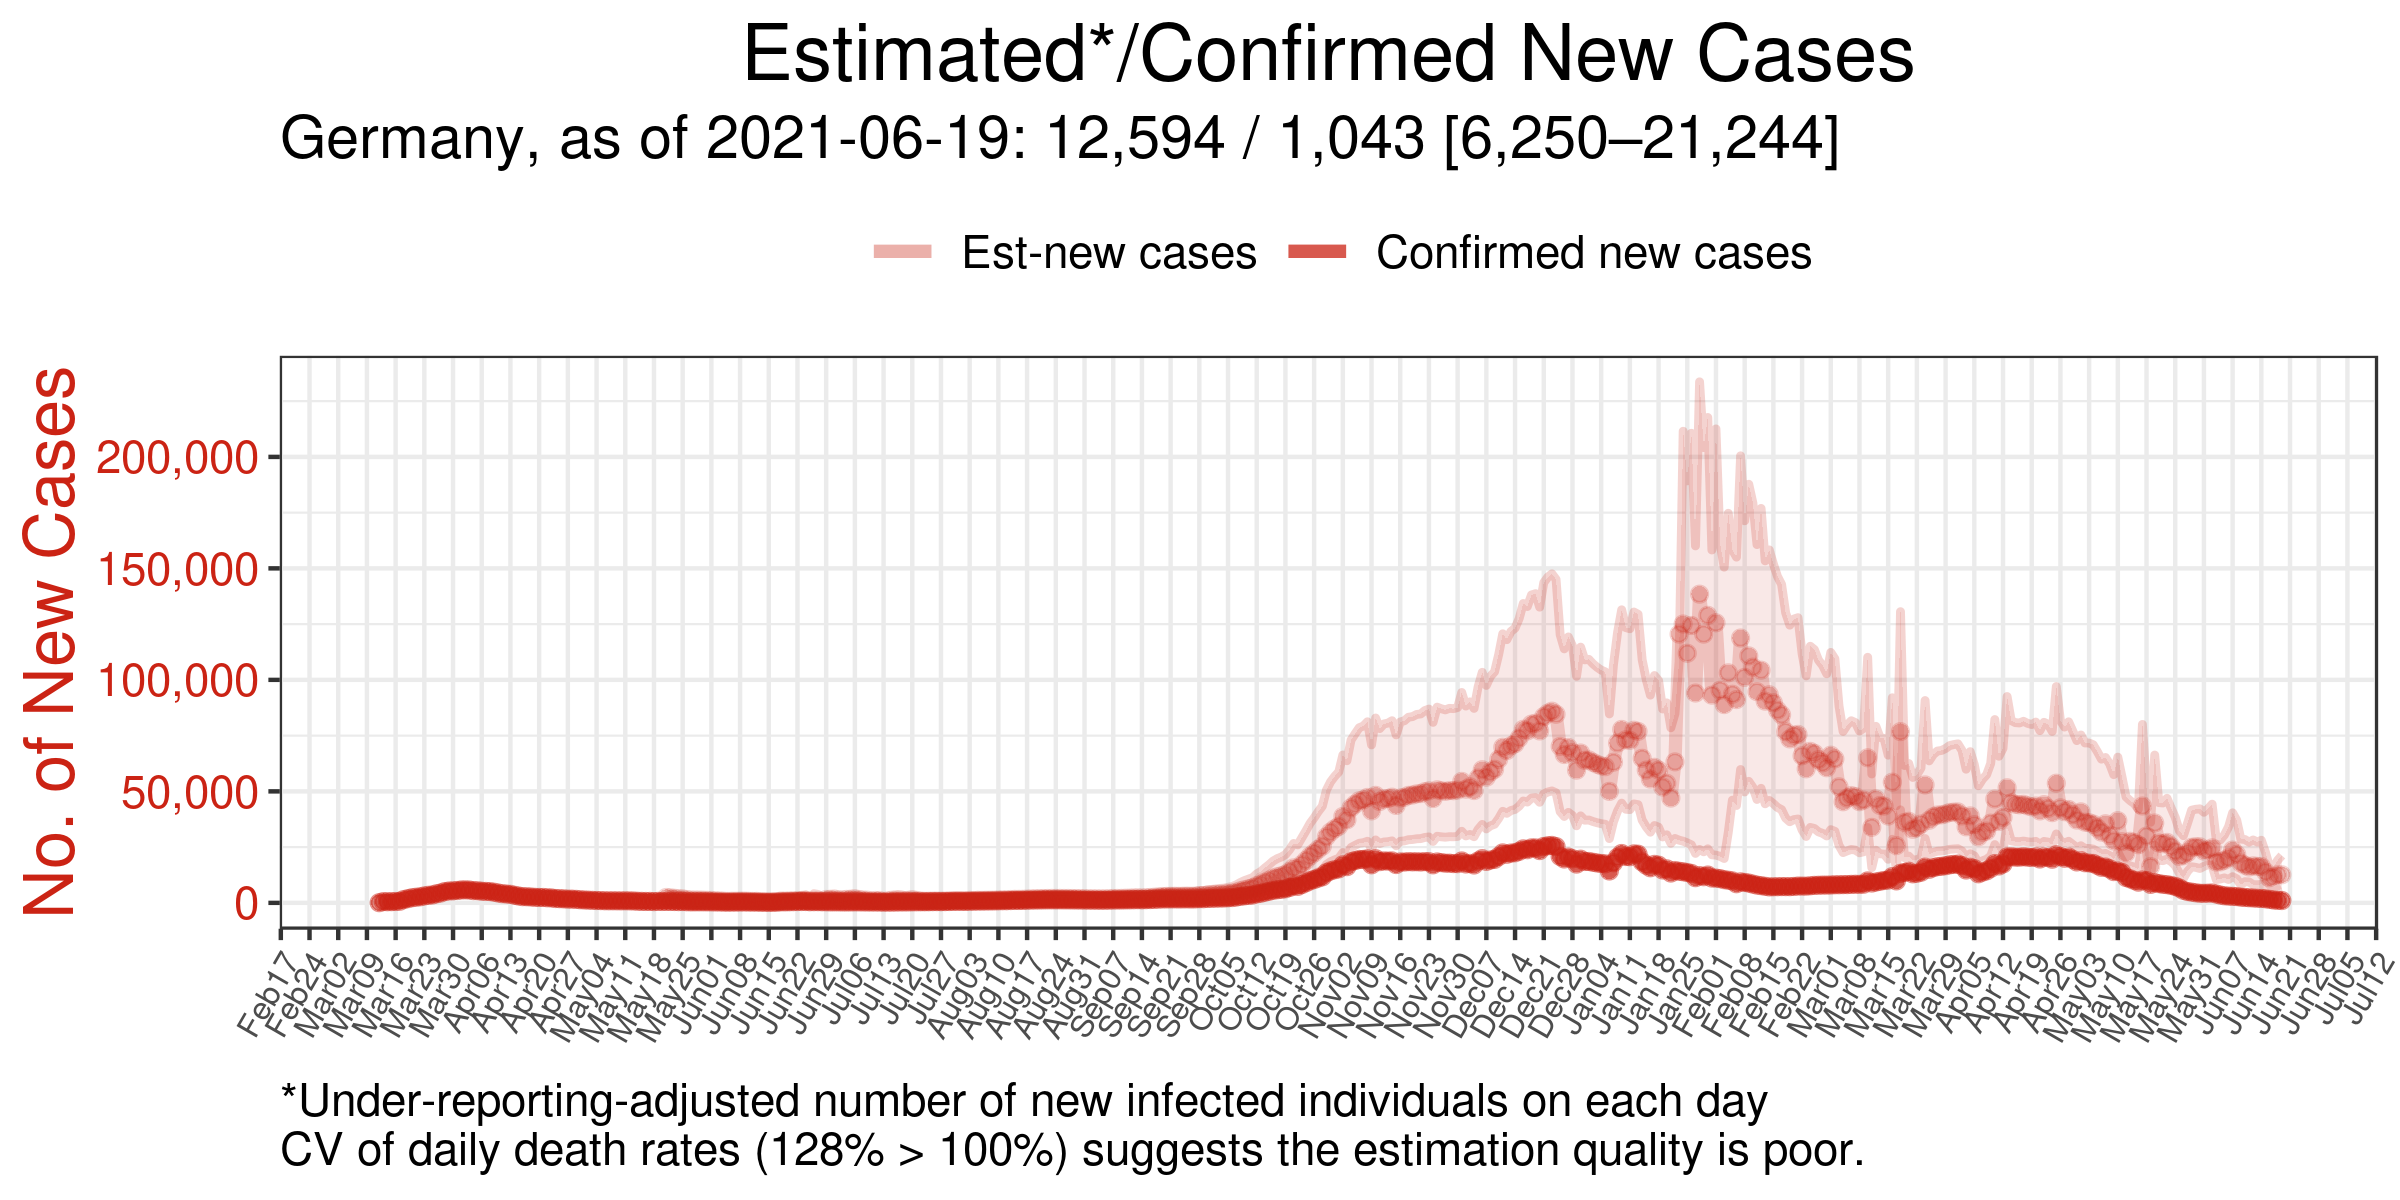 Estimated*/Confirmed New Cases
Germany, as of 2021-06-19: 12,594 / 1,043 [6,250–21,244]
Est-new cases Confirmed new cases
No. of New Cases
200,000
150,000
100,000
50,000
0
Feb17 Feb24 Mar02 Mar09 Mar16 Mar23 Mar30 Apr06 Apr13 Apr20 Apr27 May04 May11 May18 May25 Jun01 Jun08 Jun15 Jun22 Jun29 Jul06 Jul13 Jul20 Jul27 Aug03 Aug10 Aug17 Aug24 Aug31 Sep07 Sep14 Sep21 Sep28 Oct05 Oct12 Oct19 Oct26 Nov02 Nov09 Nov16 Nov23 Nov30 Dec07 Dec14 Dec21 Dec28 Jan04 Jan11 Jan18 Jan25 Feb01 Feb08 Feb15 Feb22 Mar01 Mar08 Mar15 Mar22 Mar29 Apr05 Apr12 Apr19 Apr26 May03 May10 May17 May24 May31 Jun07 Jun14 Jun21 Jun28 Jul05 Jul12
*Under-reporting-adjusted number of new infected individuals on each day
CV of daily death rates (128% > 100%) suggests the estimation quality is poor.